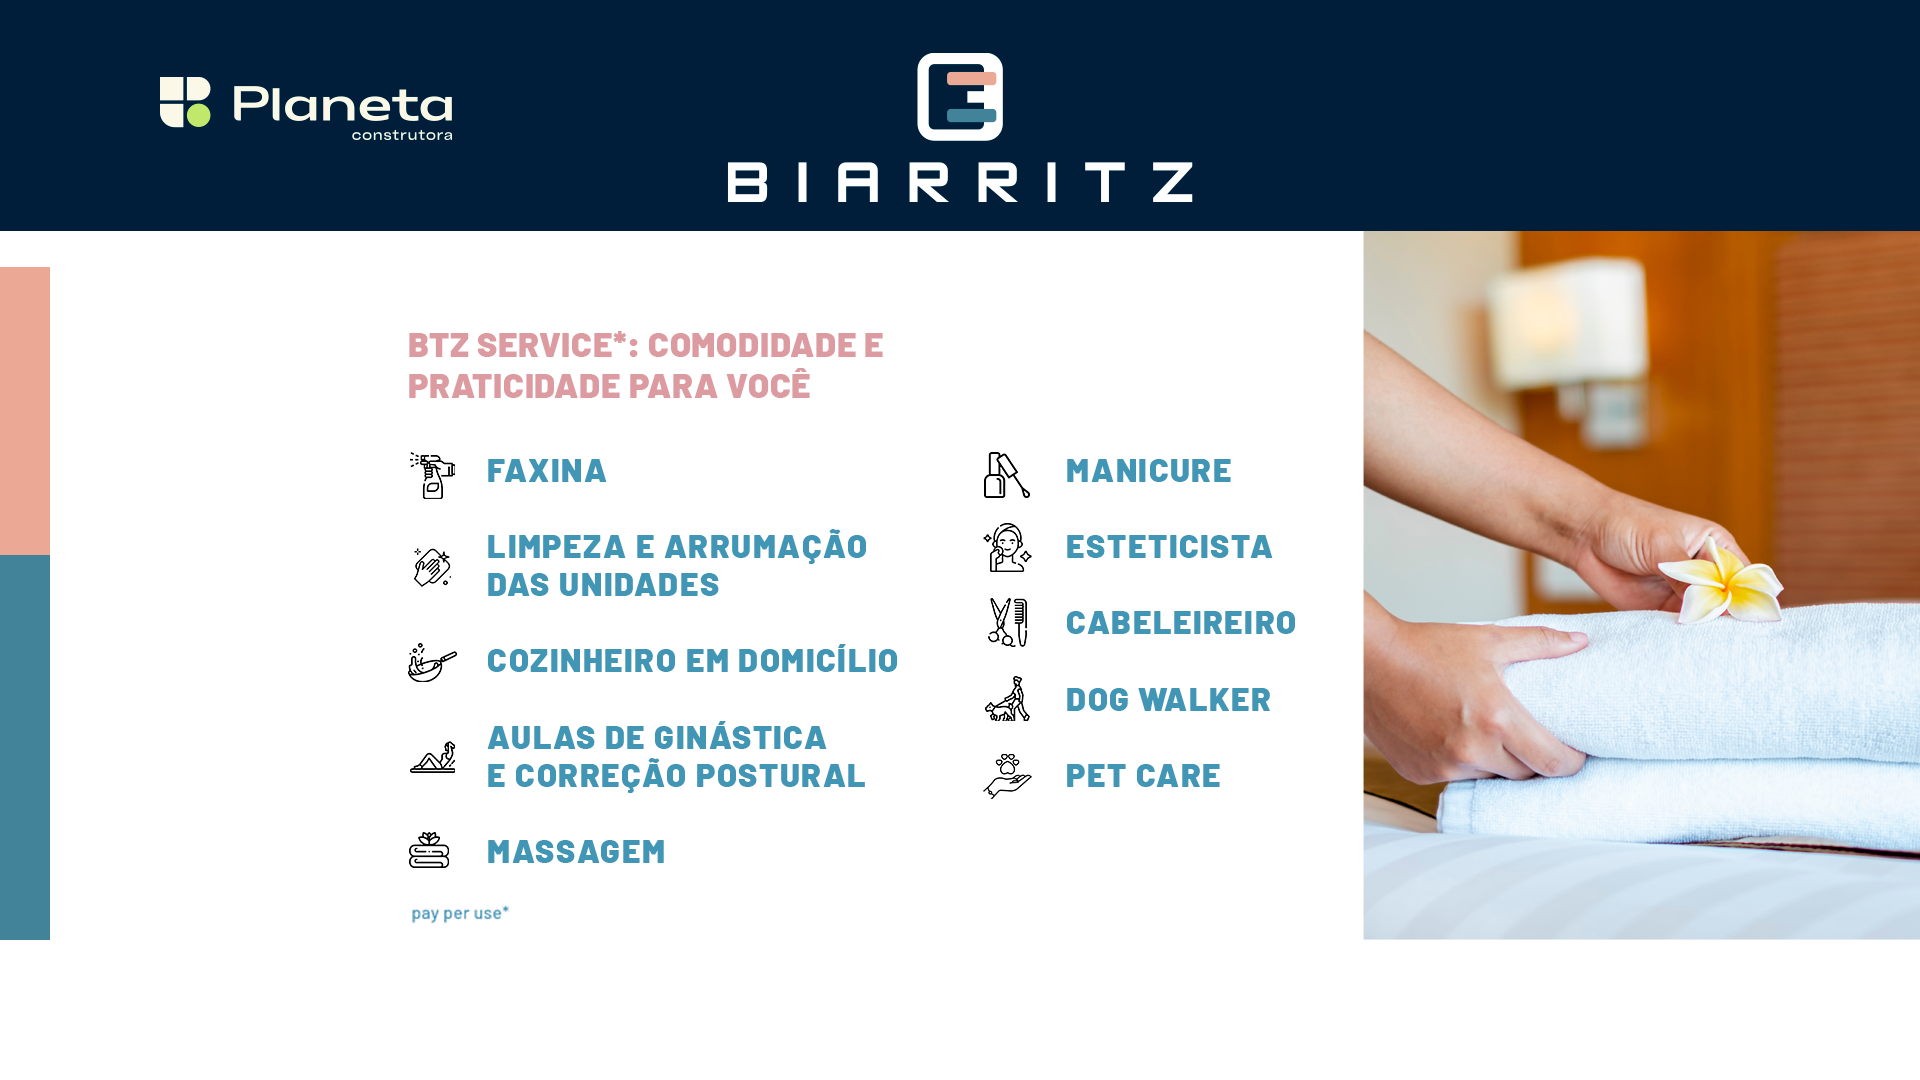 Planeta
construtora
BIARRITZ
BTZ SERVICE*: COMODIDADE E
PRATICIDADE PARA VOCÊ
FAXINA
LIMPEZA E ARRUMAÇÃO
DAS UNIDADES
COZINHEIRO EM DOMICÍLIO
AULAS DE GINÁSTICA
E CORREÇÃO POSTURAL
MASSAGEM
pay per use*
MANICURE
ESTETICISTA
CABELEIREIRO
DOG WALKER
PET CARE